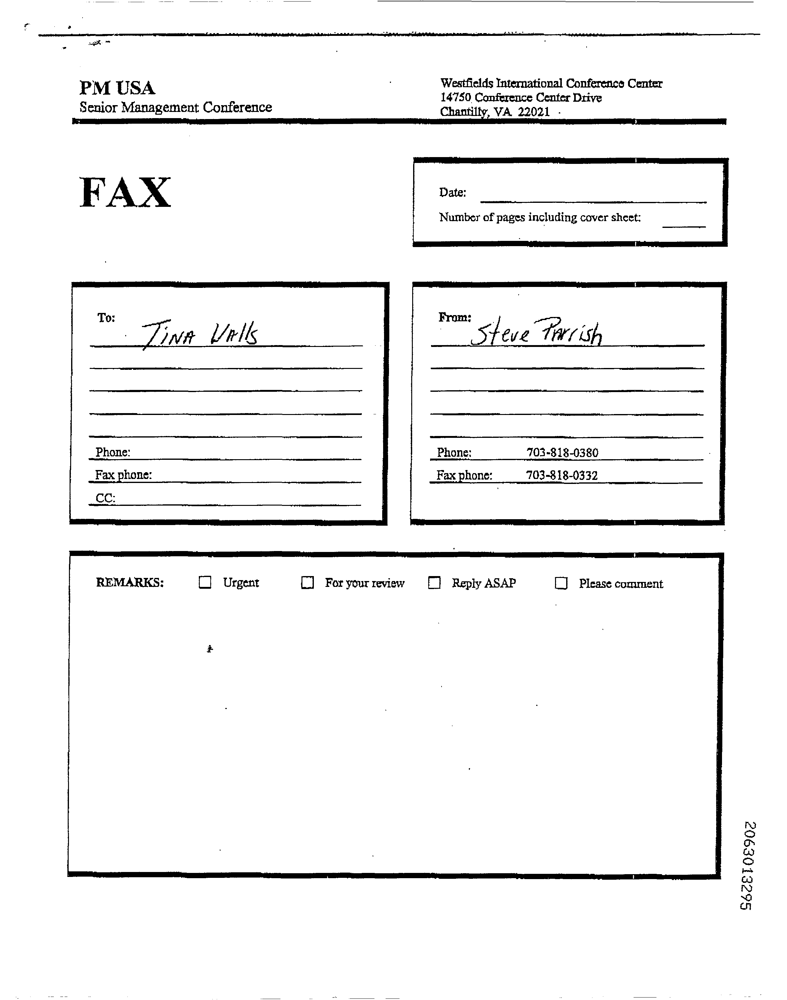 PM USA
Senior Management Conference
Westfields International Conference Center
14750 Conference Center Drive
Chantilly, VA 22021
FAX
Date:
Number of pages including cover sheet:
To: Tina Walls
Phone:
Fax phone:
CC:
From: Steve Parrish
Phone: 703-818-0380
Fax phone: 703-818-0332
REMARKS: ☐ Urgent ☐ For your review ☐ Reply ASAP ☐ Please comment
2063013295